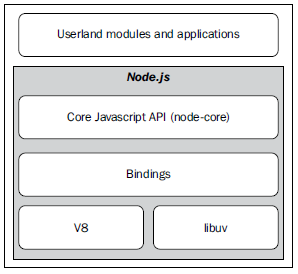 Userland modules and applications
Node.js
Core Javascript API (node-core)
Bindings
V8
libuv